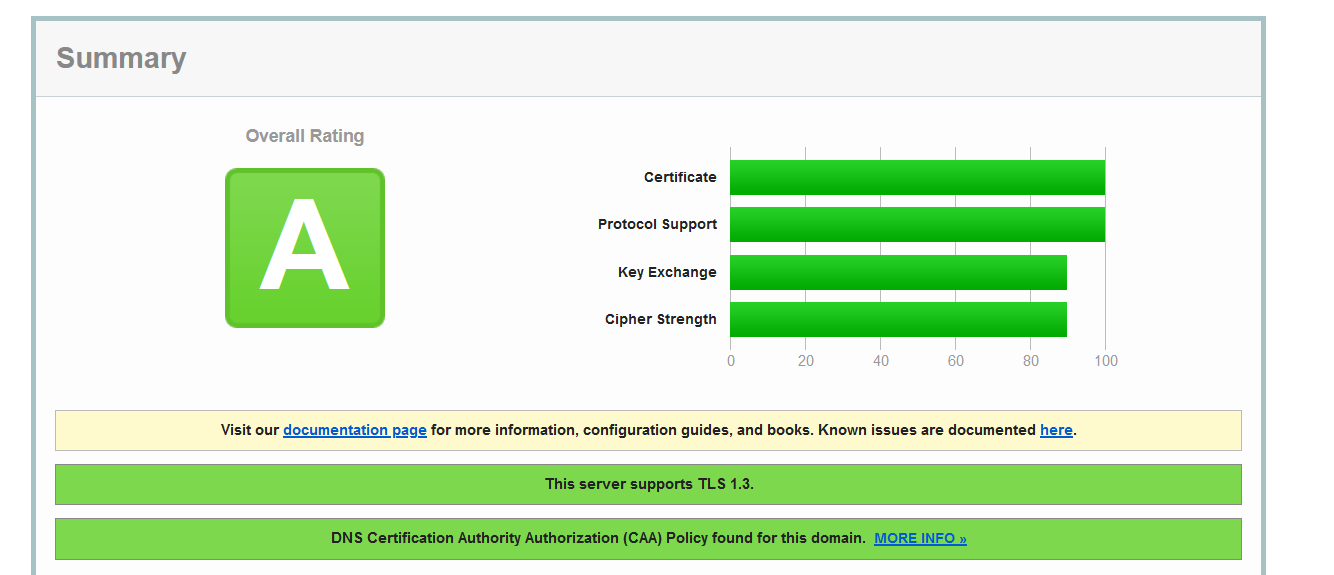 Summary
Overall Rating
A
Certificate
Protocol Support
Key Exchange
Cipher Strength
0 20 40 60 80 100
Visit our documentation page for more information, configuration guides, and books. Known issues are documented here.
This server supports TLS 1.3.
DNS Certification Authority Authorization (CAA) Policy found for this domain. MORE INFO »